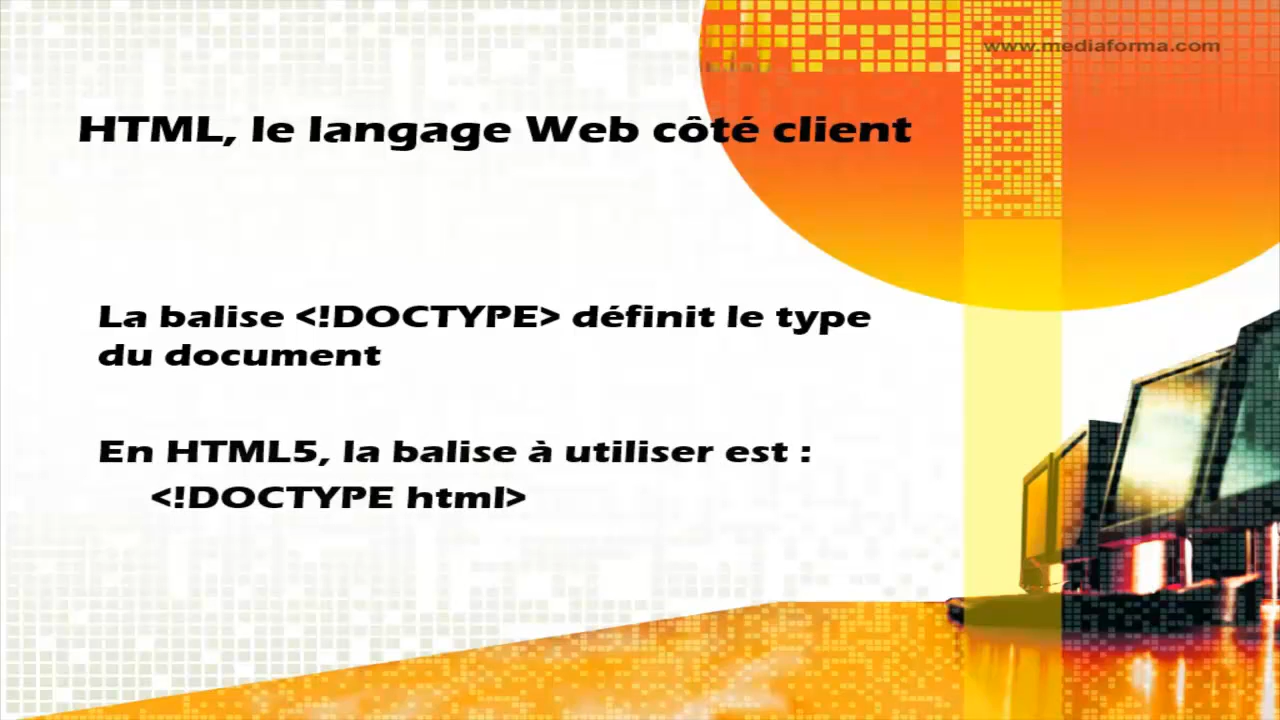 www.mediaforma.com
HTML, le langage Web côté client
La balise <!DOCTYPE> définit le type
du document
En HTML5, la balise à utiliser est :
<!DOCTYPE html>